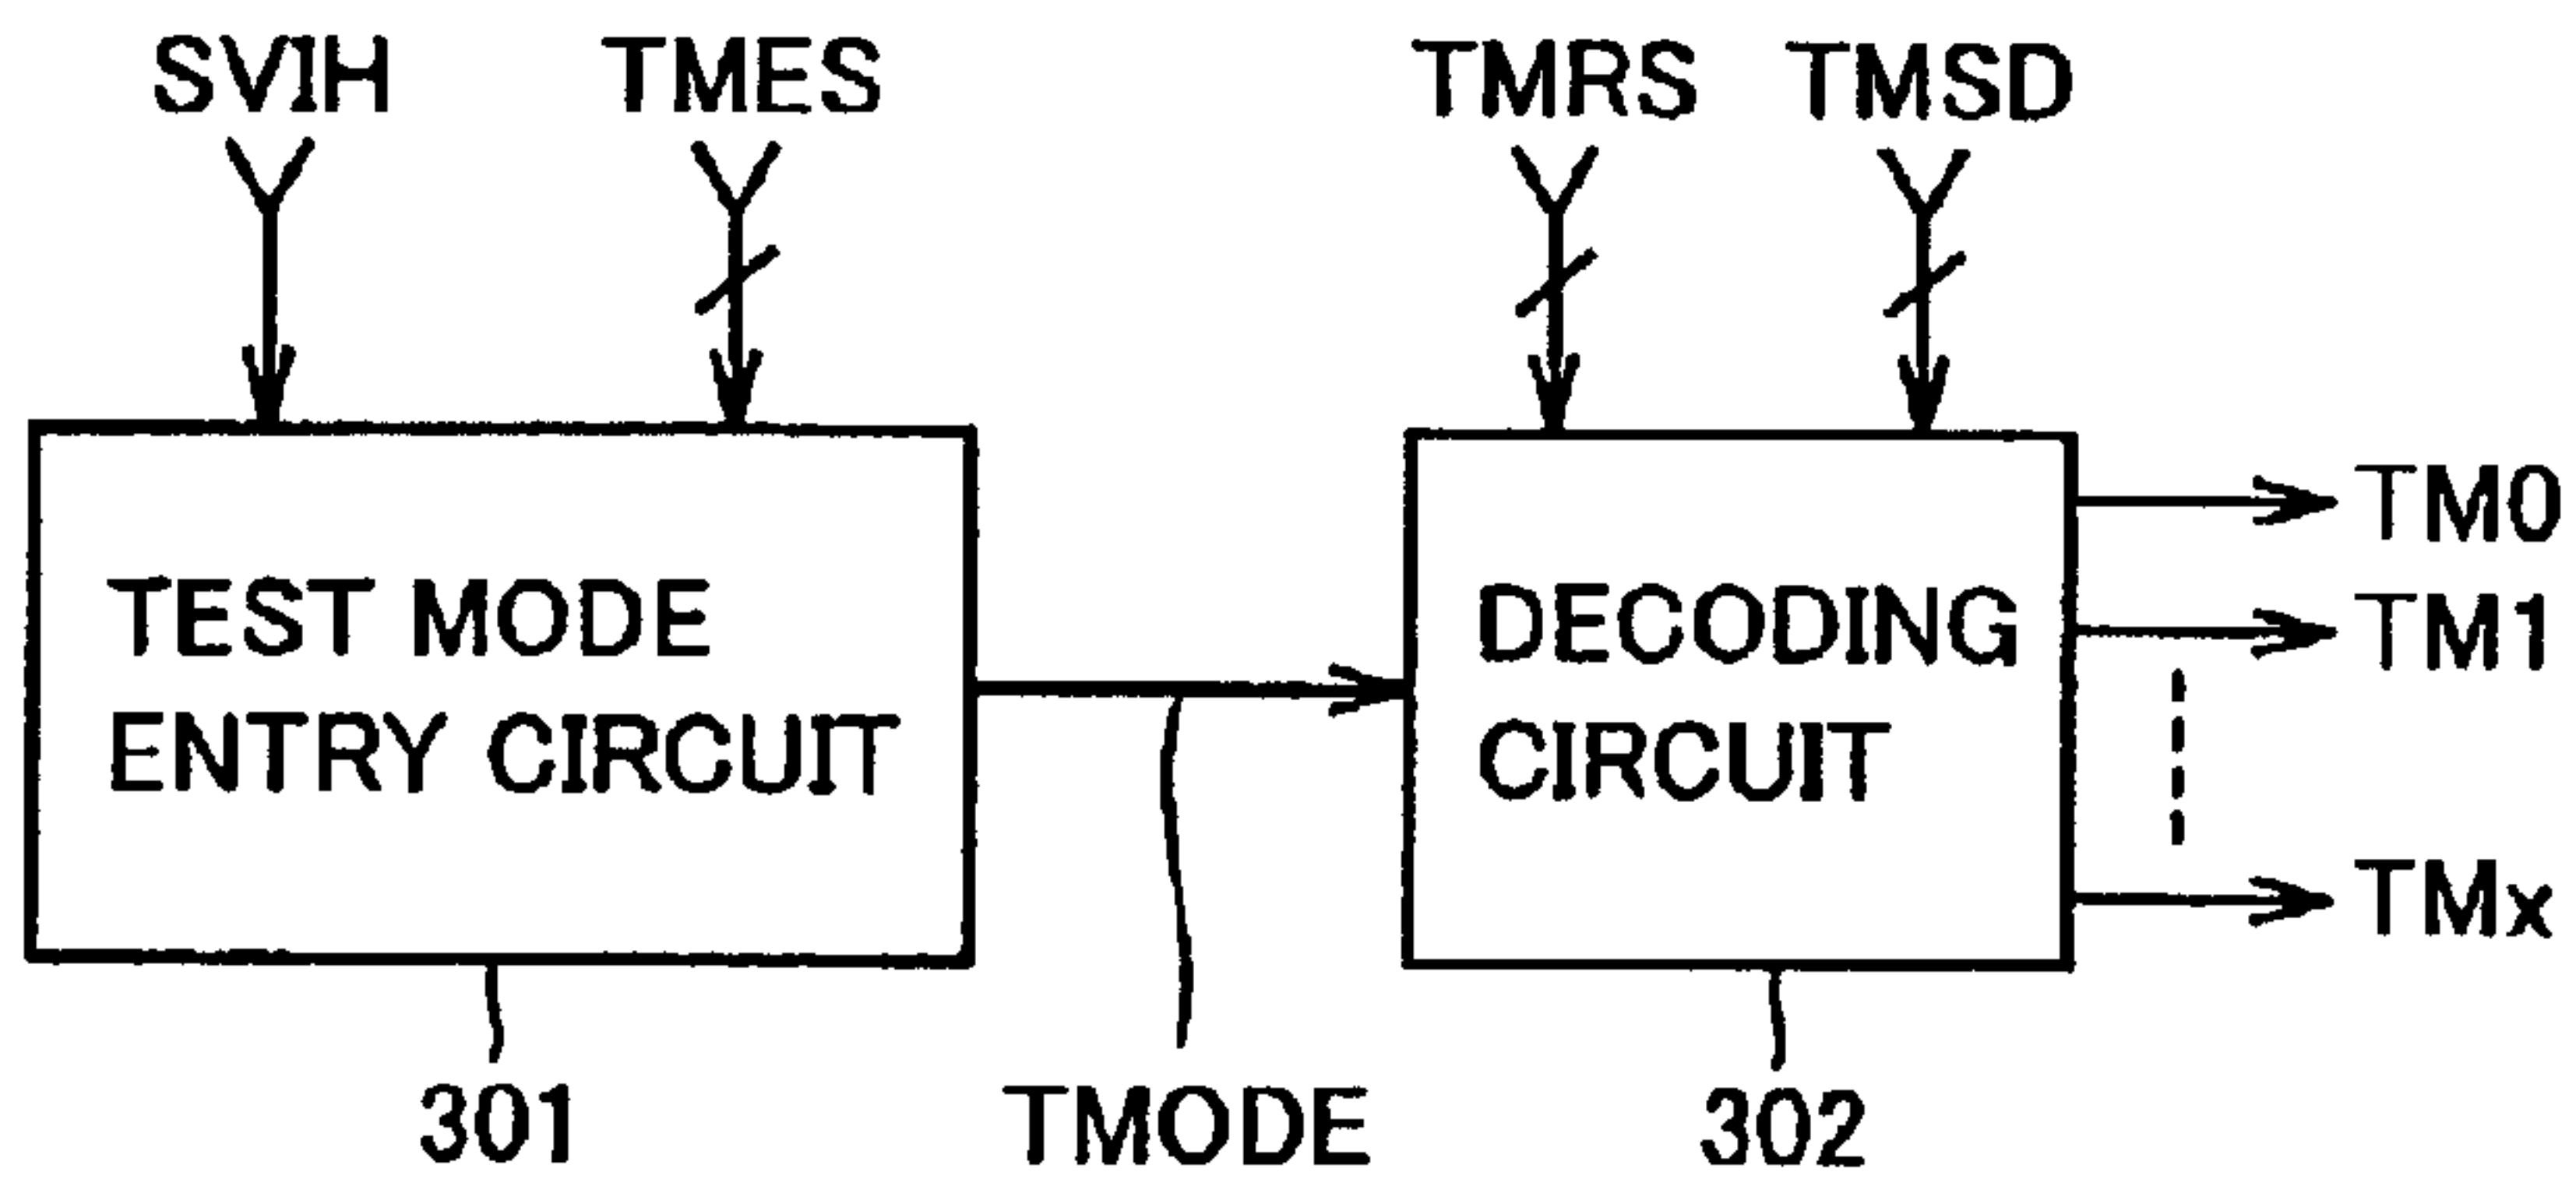 SVIH TMES TMRS TMSD
TM0
TEST MODE
ENTRY CIRCUIT
DECODING
CIRCUIT
TM1
TMx
301 TMODE 302